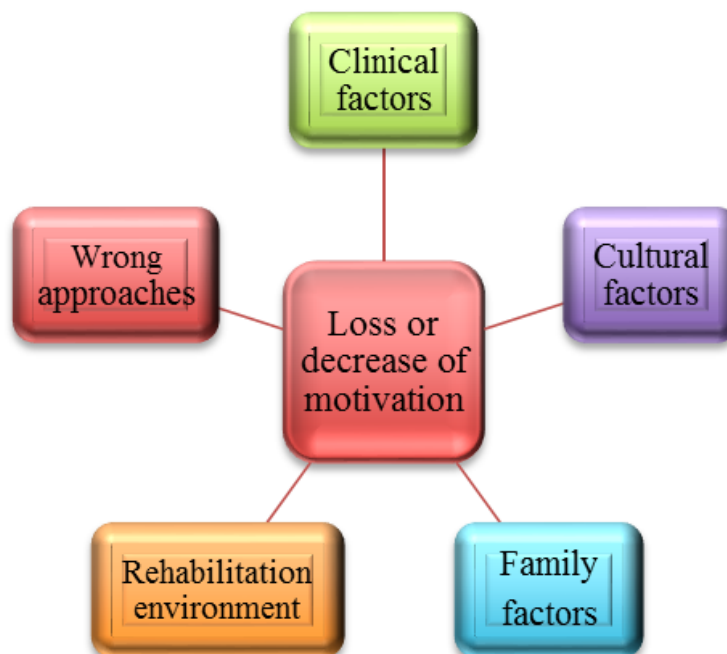 Clinical
factors
Wrong
approaches
Cultural
factors
Loss or
decrease of
motivation
Rehabilitation
environment
Family
factors